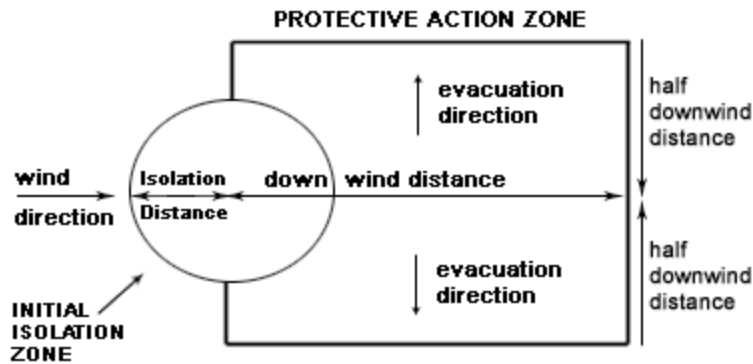 PROTECTIVE ACTION ZONE
evacuation
direction
half
downwind
distance
wind
direction
Isolation
Distance
down wind distance
evacuation
direction
half
downwind
distance
INITIAL
ISOLATION
ZONE